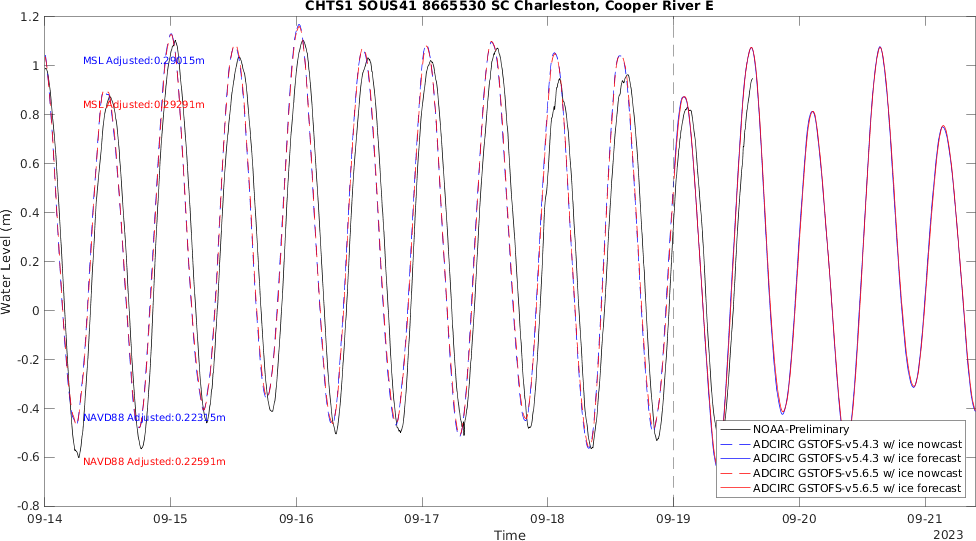 CHTS1 SOUS41 8665530 SC Charleston, Cooper River E
1.2
1
0.8
0.6
0.4
0.2
0
-0.2
-0.4
-0.6
-0.8
Water Level (m)
MSL Adjusted:0.29015m
MSL Adjusted:0.29291m
NAVD88 Adjusted:0.22315m
NAVD88 Adjusted:0.22591m
NOAA-Preliminary
ADCIRC GSTOFS-v5.4.3 w/ ice nowcast
ADCIRC GSTOFS-v5.4.3 w/ ice forecast
ADCIRC GSTOFS-v5.6.5 w/ ice nowcast
ADCIRC GSTOFS-v5.6.5 w/ ice forecast
09-14 09-15 09-16 09-17 09-18 09-19 09-20 09-21
Time
2023